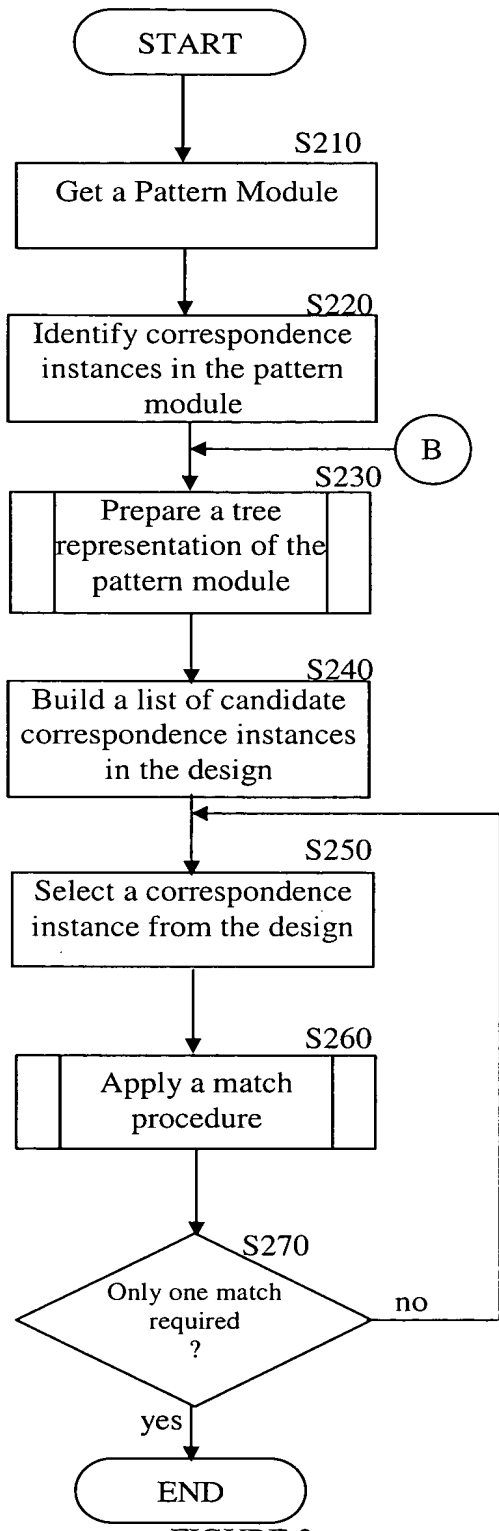 START
S210
Get a Pattern Module
S220
Identify correspondence
instances in the pattern
module
B
S230
Prepare a tree
representation of the
pattern module
S240
Build a list of candidate
correspondence instances
in the design
S250
Select a correspondence
instance from the design
S260
Apply a match
procedure
S270
Only one match
required
?
no
yes
END